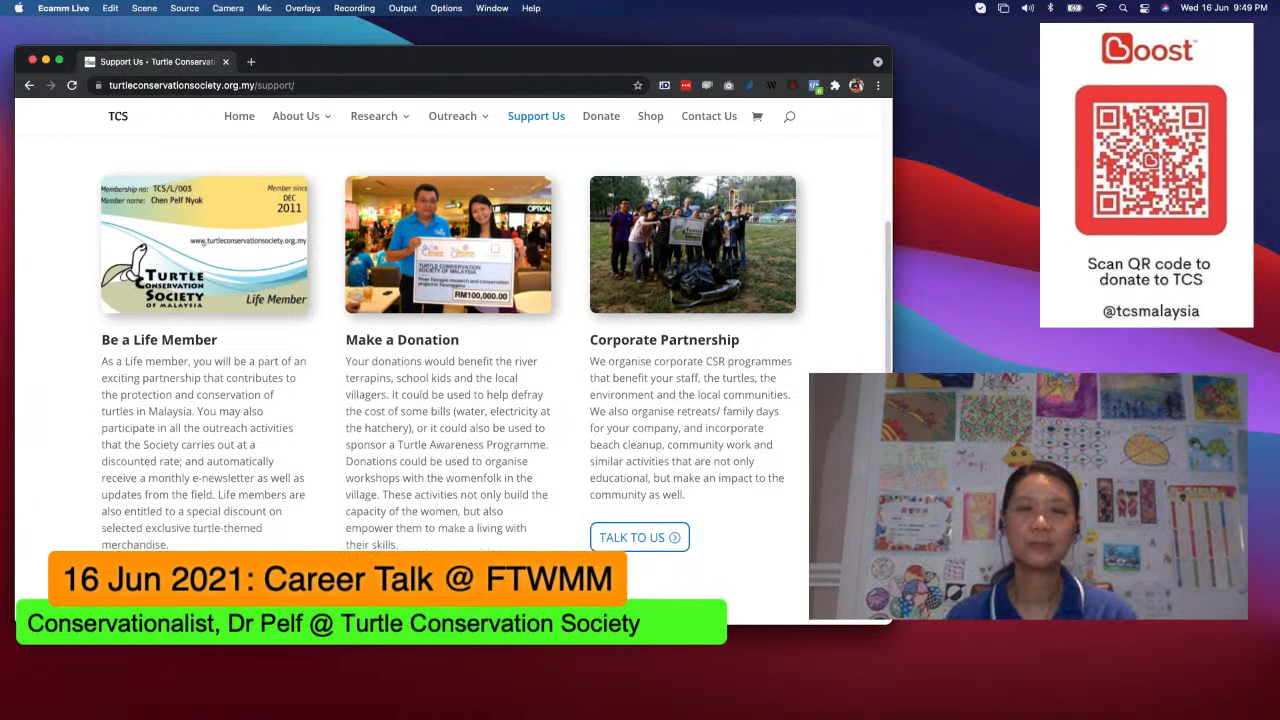 Ecamm Live Edit Scene Source Camera Mic Overlays Recording Output Options Window Help
Wed 16 Jun 9:49 PM
Support Us • Turtle Conservati
turtleconservationsociety.org.my/support/
TCS Home About Us Research Outreach Support Us Donate Shop Contact Us
Membership no: TCS/L/003
Member name: Chen Pelf Nyok
Member since
DEC
2011
www.turtleconservationsociety.org.my
TURTLE
CONSERVATION
SOCIETY
OF MALAYSIA
Life Member
OPTICAL
TURTLE CONSERVATION
SOCIETY OF MALAYSIA
RM100,000.00
Be a Life Member
As a Life member, you will be a part of an
exciting partnership that contributes to
the protection and conservation of
turtles in Malaysia. You may also
participate in all the outreach activities
that the Society carries out at a
discounted rate; and automatically
receive a monthly e-newsletter as well as
updates from the field. Life members are
also entitled to a special discount on
selected exclusive turtle-themed
merchandise.
Make a Donation
Your donations would benefit the river
terrapins, school kids and the local
villagers. It could be used to help defray
the cost of some bills (water, electricity at
the hatchery), or it could also be used to
sponsor a Turtle Awareness Programme.
Donations could be used to organise
workshops with the womenfolk in the
village. These activities not only build the
capacity of the women, but also
empower them to make a living with
their skills.
Corporate Partnership
We organise corporate CSR programmes
that benefit your staff, the turtles, the
environment and the local communities.
We also organise retreats/ family days
for your company, and incorporate
beach cleanup, community work and
similar activities that are not only
educational, but make an impact to the
community as well.
TALK TO US
16 Jun 2021: Career Talk @ FTWMM
Conservationalist, Dr Pelf @ Turtle Conservation Society
Boost
Scan QR code to
donate to TCS
@tcsmalaysia